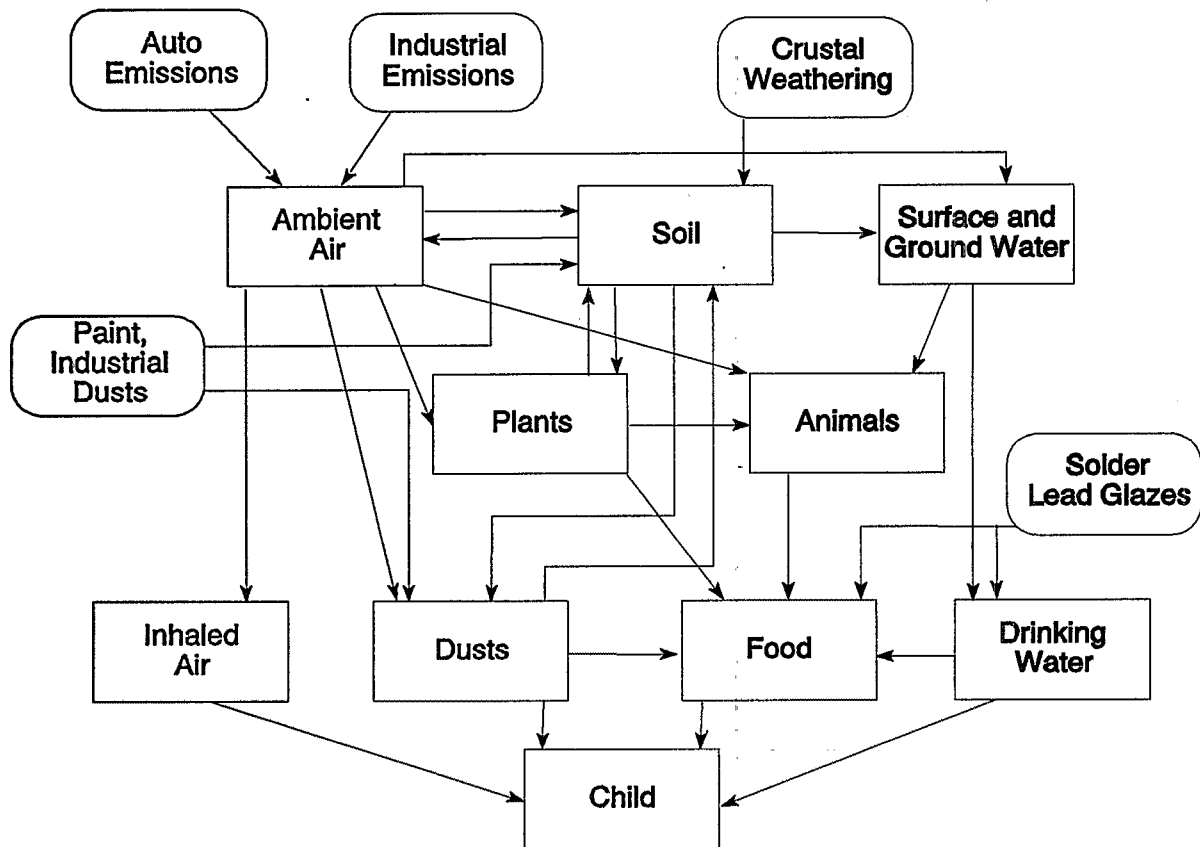 Auto
Emissions
Industrial
Emissions
Crustal
Weathering
Ambient
Air
Soil
Surface and
Ground Water
Paint,
Industrial
Dusts
Plants
Animals
Solder
Lead Glazes
Inhaled
Air
Dusts
Food
Drinking
Water
Child